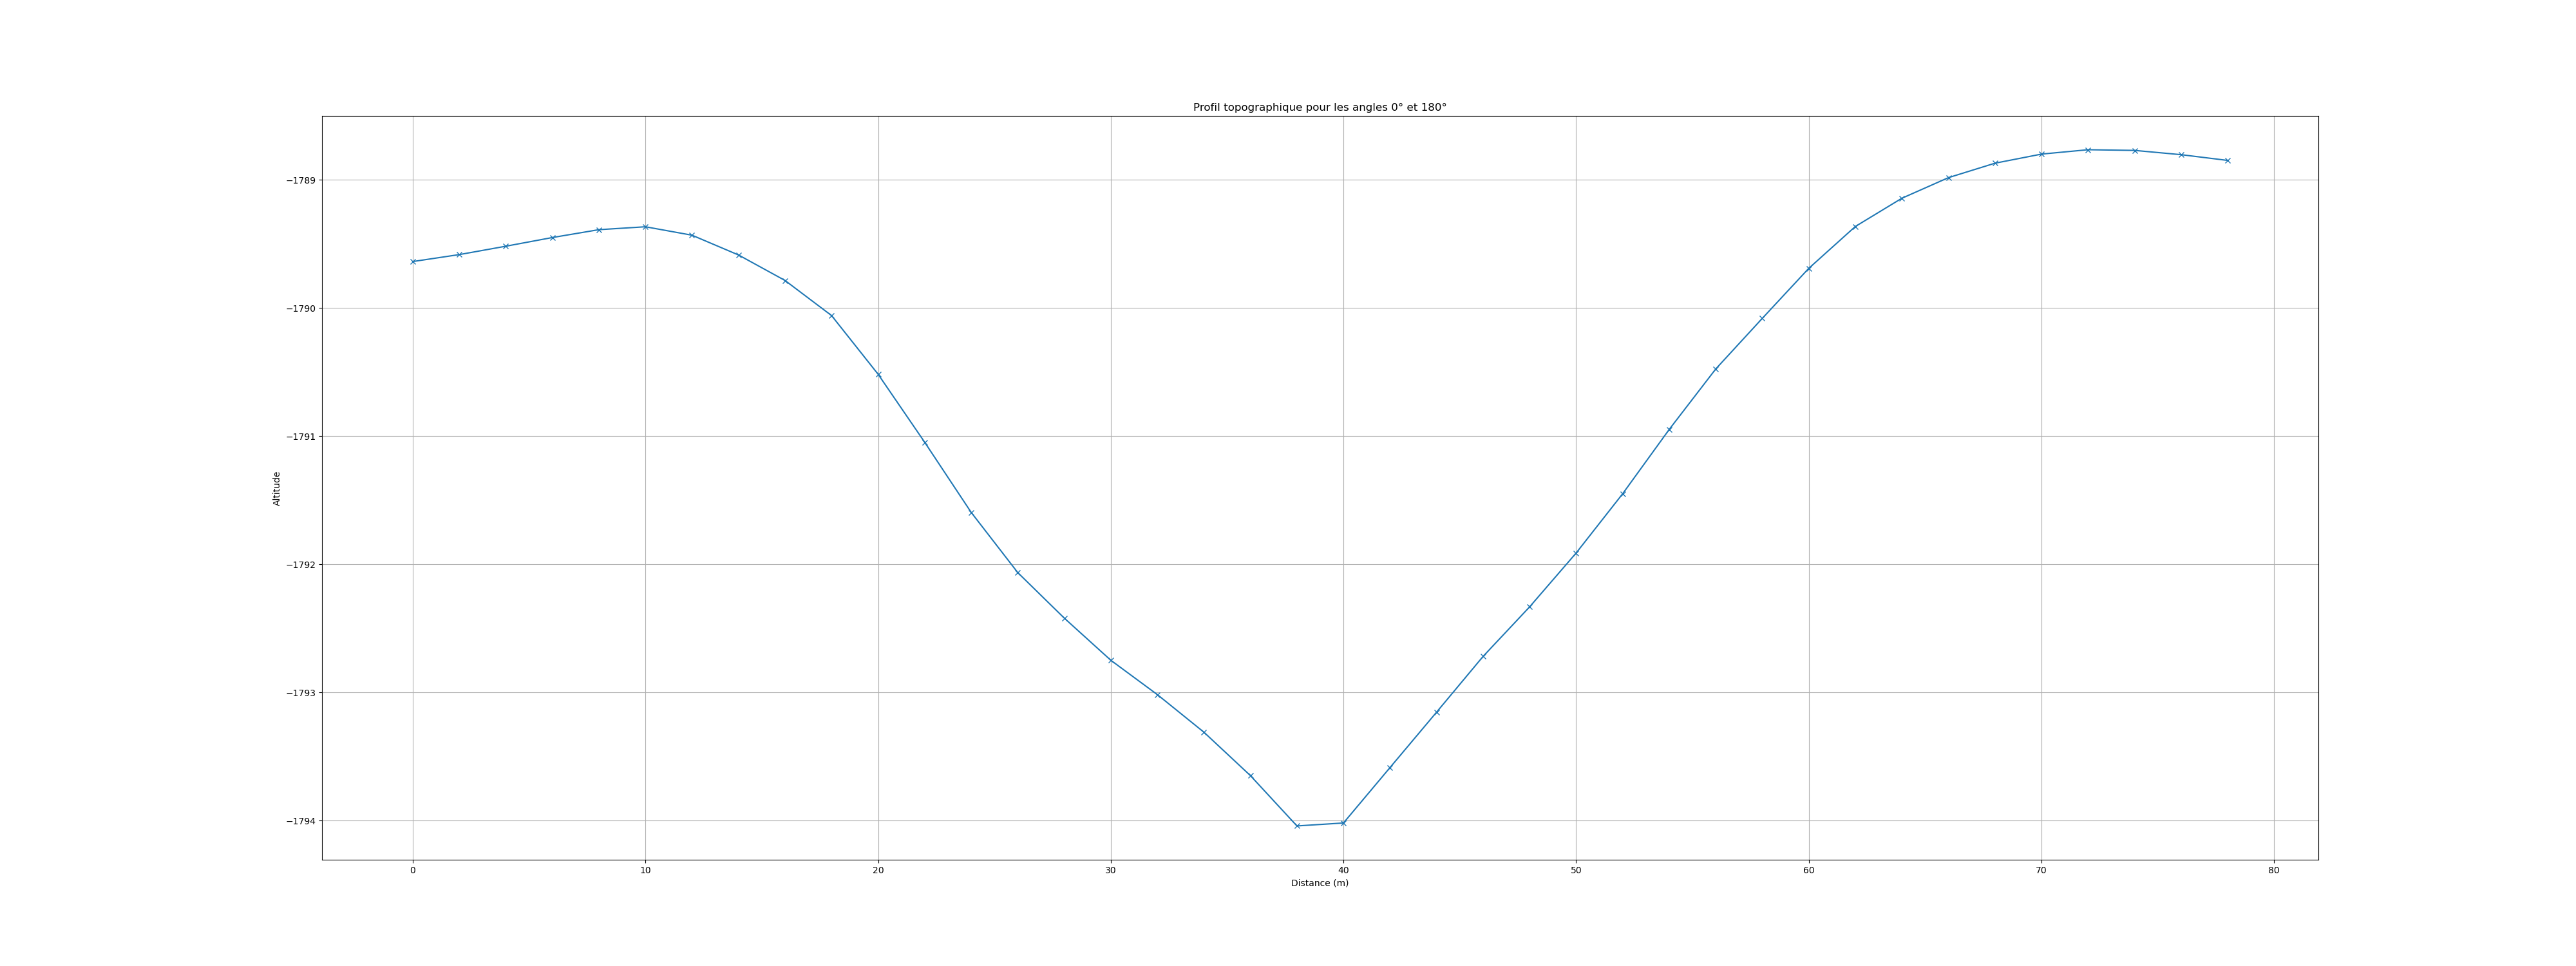 Profil topographique pour les angles 0° et 180°
−1789
−1790
−1791
−1792
−1793
−1794
Altitude
0 10 20 30 40 50 60 70 80
Distance (m)